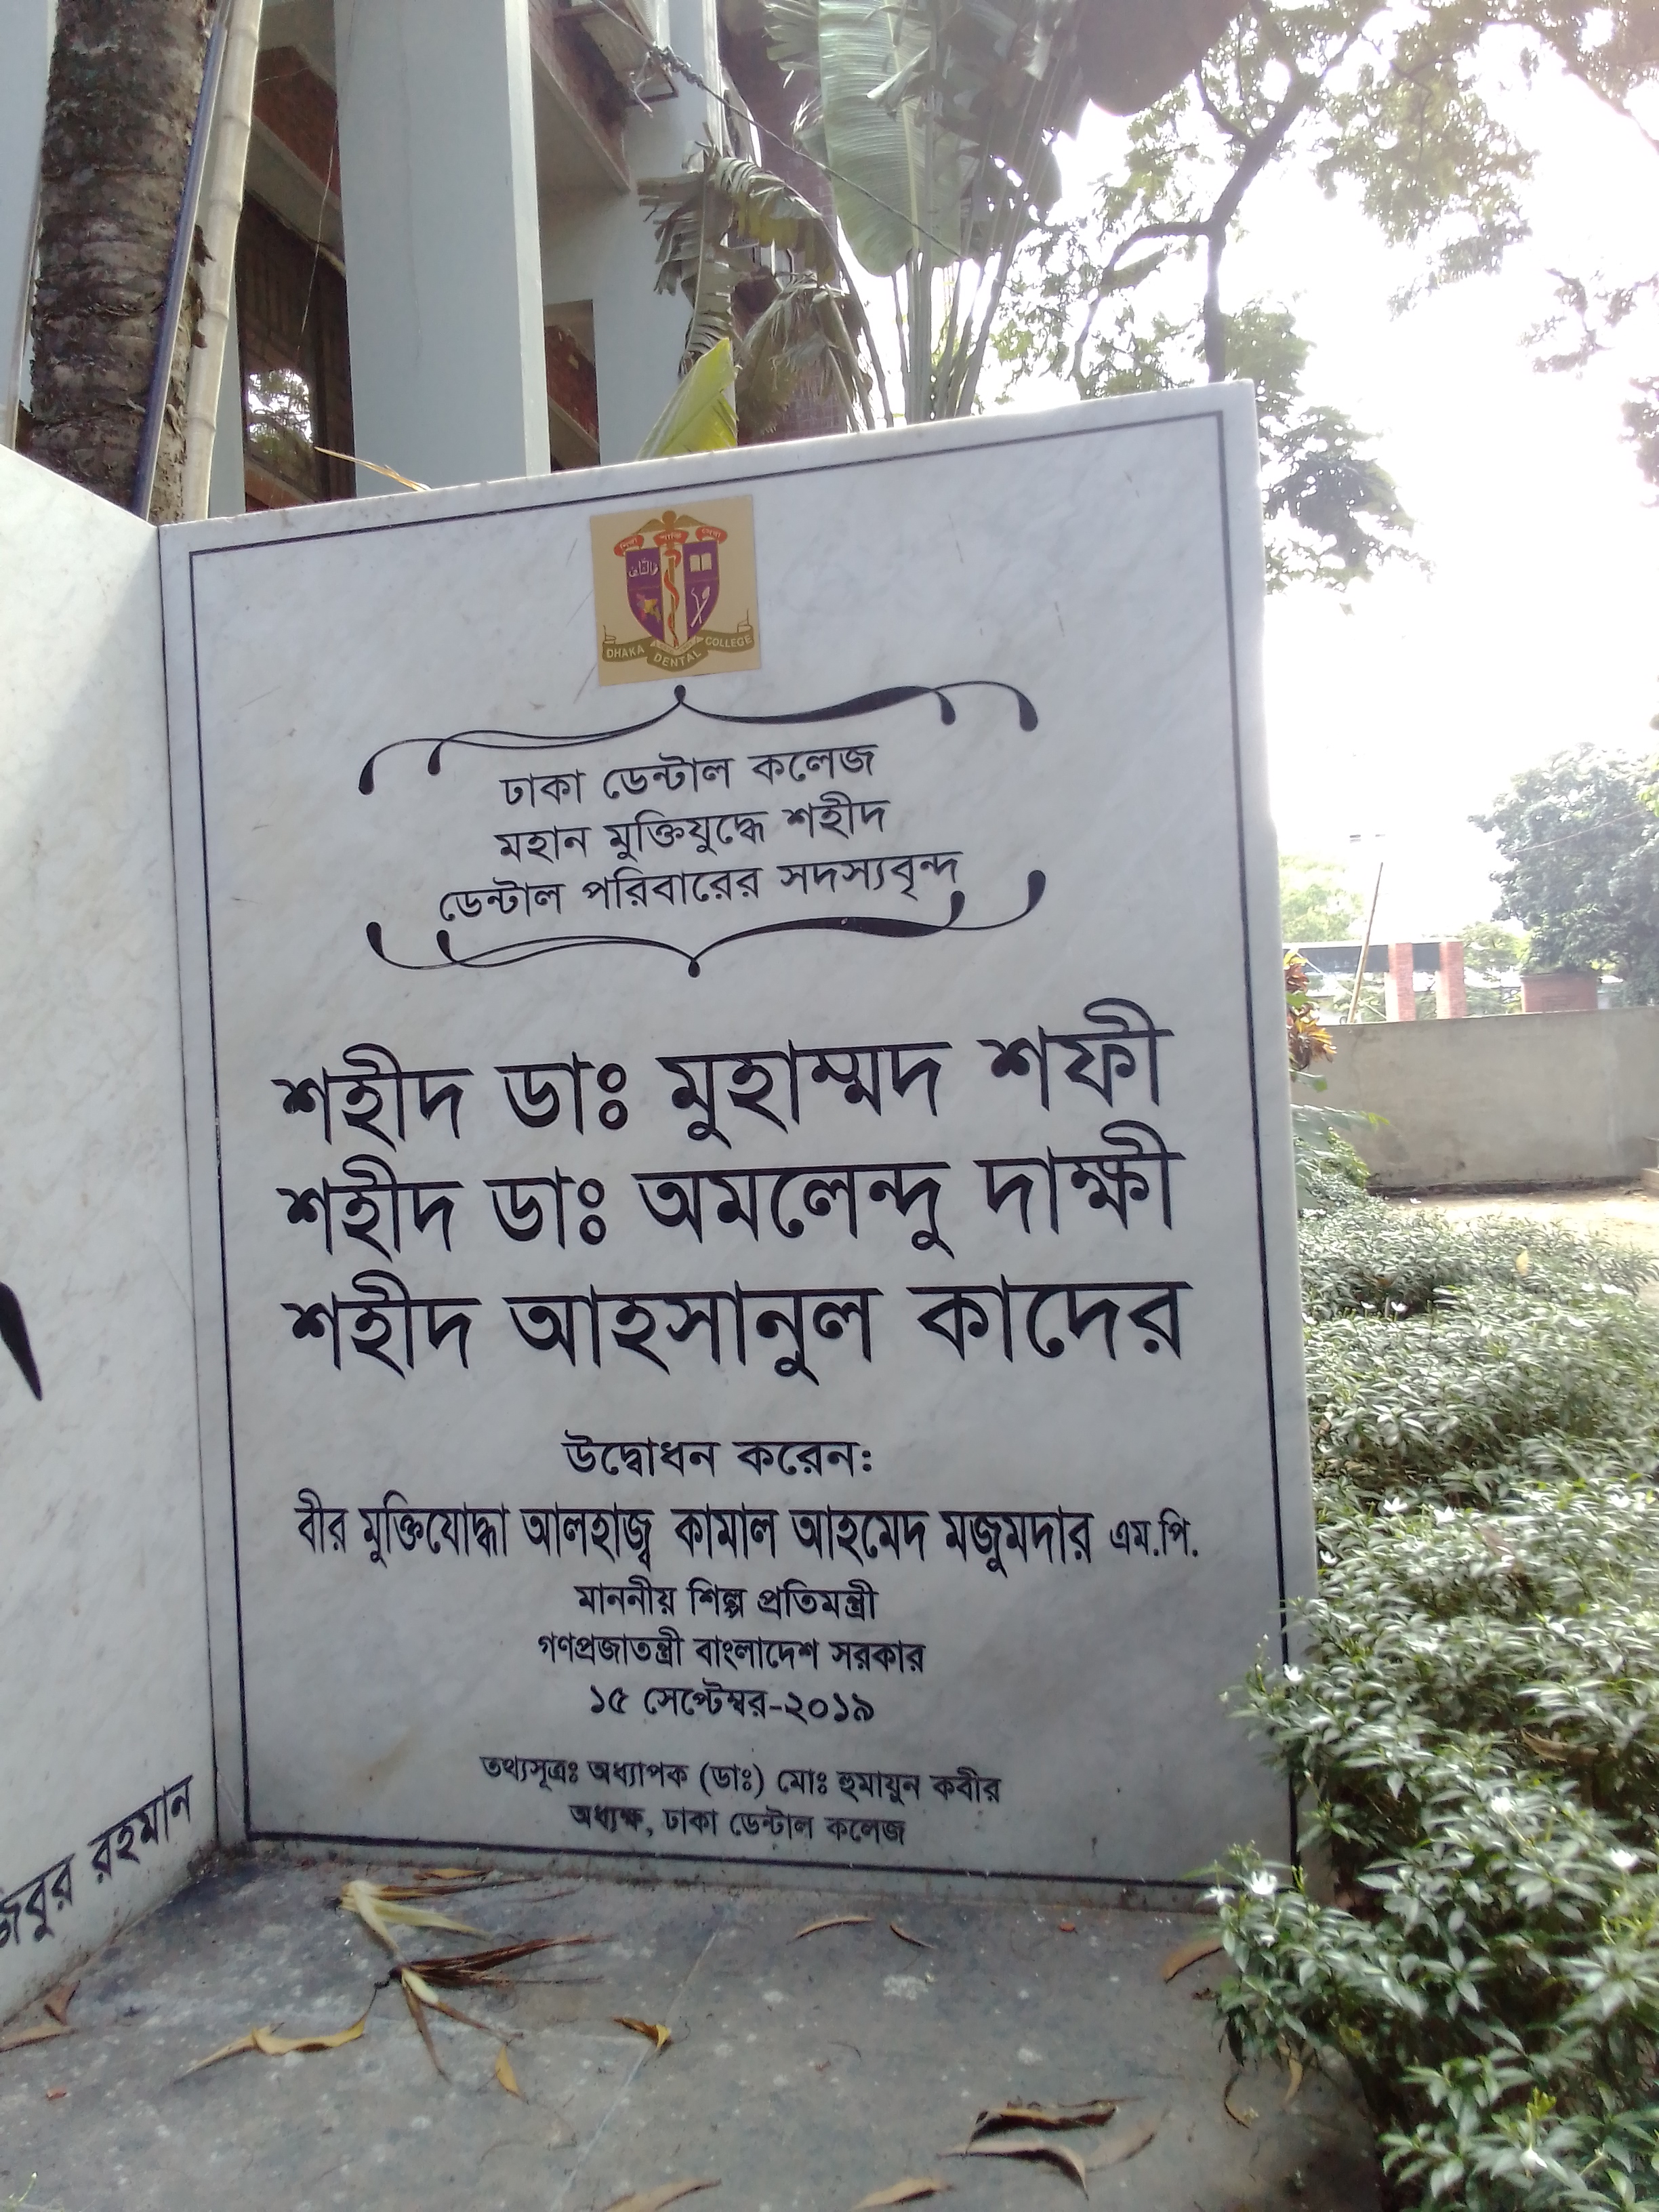 DHAKA DENTAL COLLEGE
ঢাকা ডেন্টাল কলেজ
মহান মুক্তিযুদ্ধে শহীদ
ডেন্টাল পরিবারের সদস্যবৃন্দ
শহীদ ডাঃ মুহাম্মদ শফী
শহীদ ডাঃ অমলেন্দু দাক্ষী
শহীদ আহসানুল কাদের
উদ্বোধন করেন:
বীর মুক্তিযোদ্ধা আলহাজ্ব কামাল আহমেদ মজুমদার এম.পি.
মাননীয় শিল্প প্রতিমন্ত্রী
গণপ্রজাতন্ত্রী বাংলাদেশ সরকার
১৫ সেপ্টেম্বর-২০১৯
তথ্যসূত্রঃ অধ্যাপক (ডাঃ) মোঃ হুমায়ুন কবীর
অধ্যক্ষ, ঢাকা ডেন্টাল কলেজ
রহমান